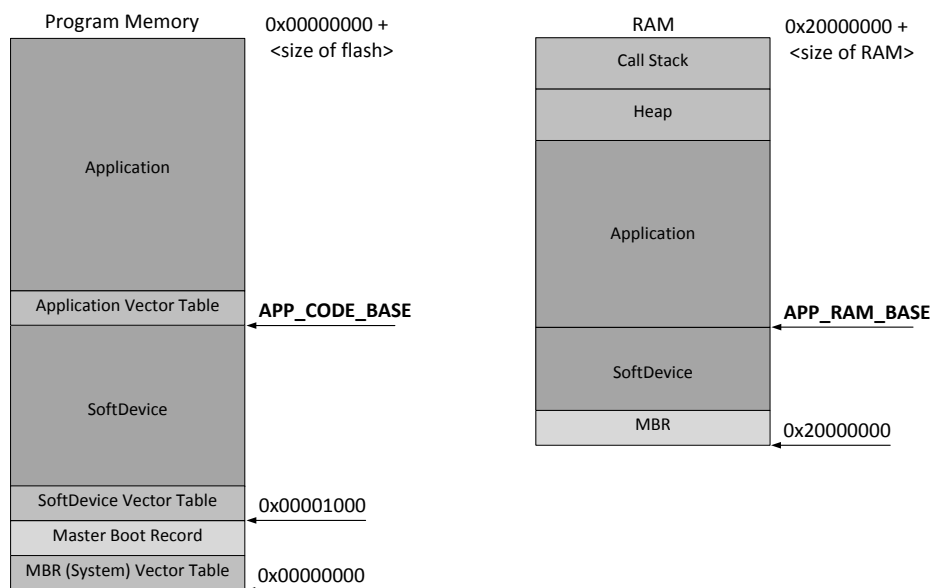 Program Memory
0x00000000 +
<size of flash>
Application
Application Vector Table
APP_CODE_BASE
SoftDevice
SoftDevice Vector Table
0x00001000
Master Boot Record
MBR (System) Vector Table
0x00000000
RAM
0x20000000 +
<size of RAM>
Call Stack
Heap
Application
APP_RAM_BASE
SoftDevice
MBR
0x20000000